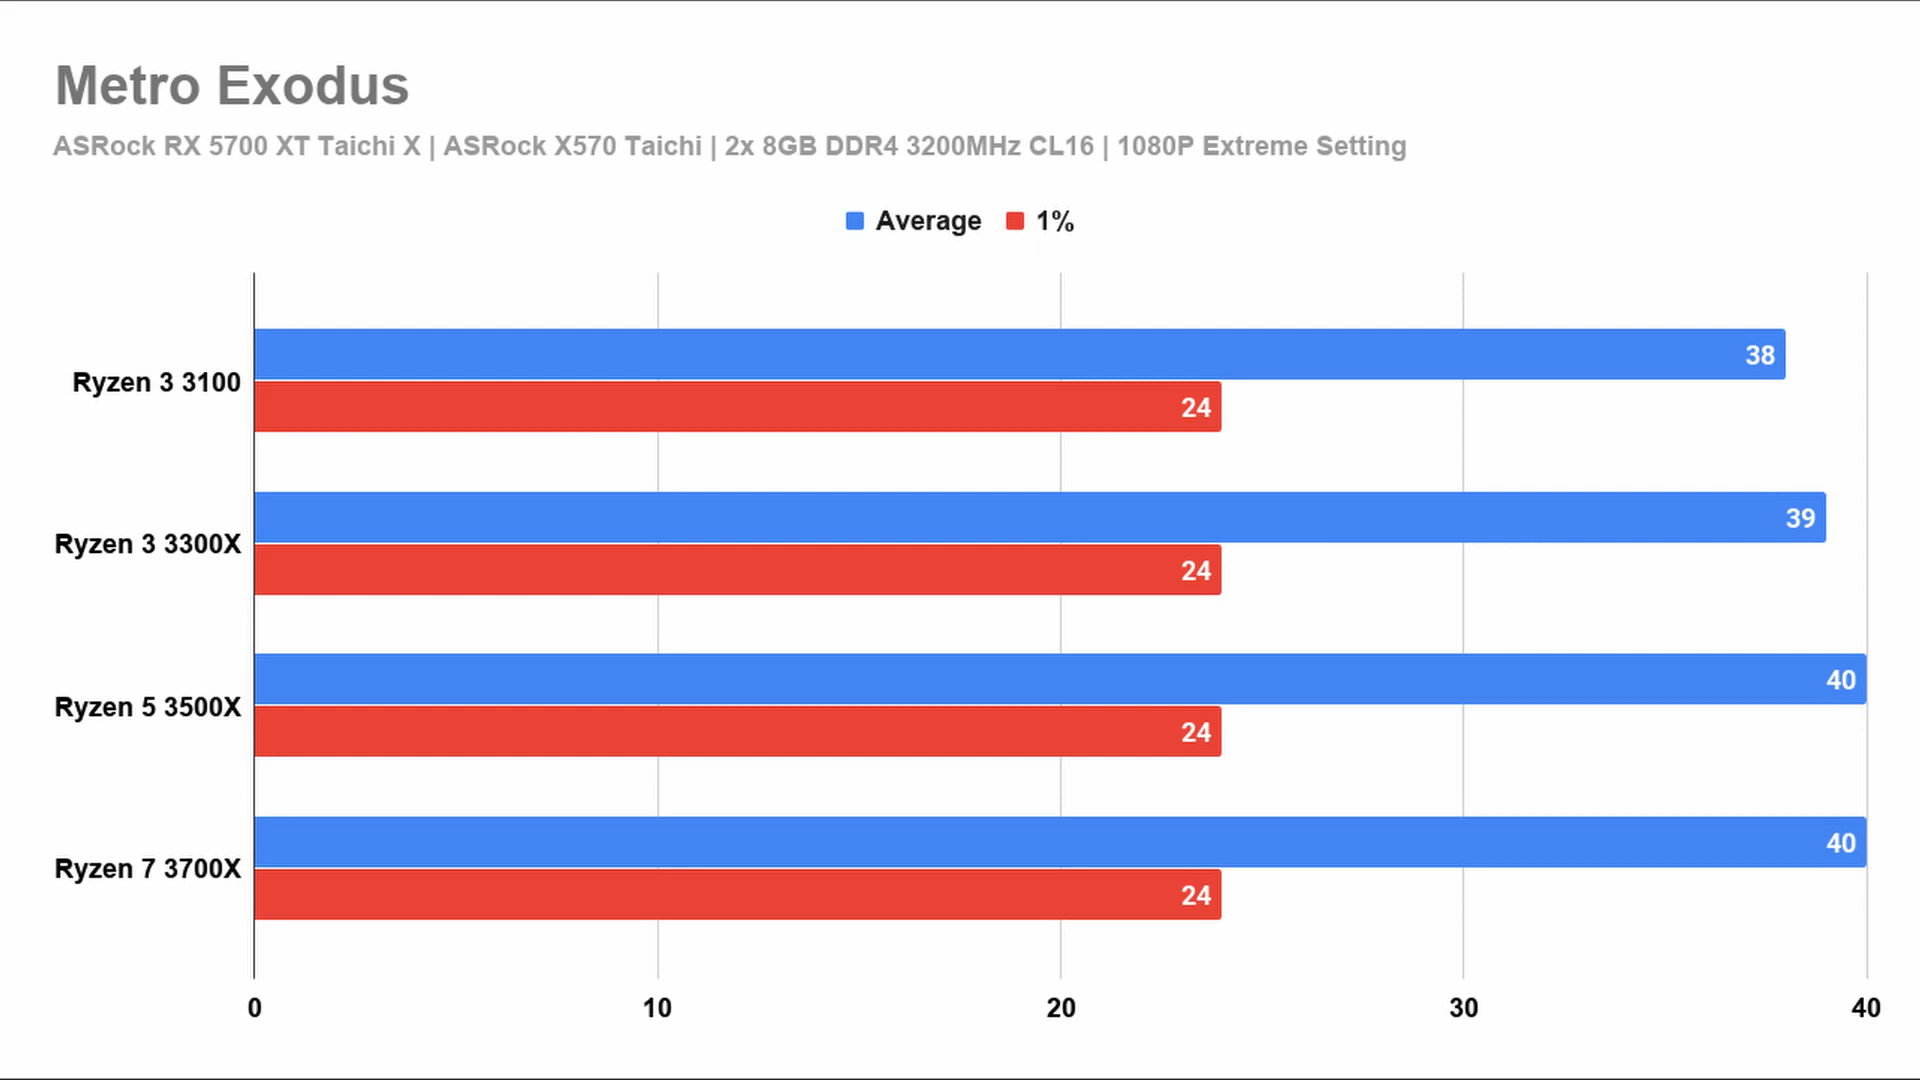 Metro Exodus
ASRock RX 5700 XT Taichi X | ASRock X570 Taichi | 2x 8GB DDR4 3200MHz CL16 | 1080P Extreme Setting
Average 1%
Ryzen 3 3100
38
24
Ryzen 3 3300X
39
24
Ryzen 5 3500X
40
24
Ryzen 7 3700X
40
24
0 10 20 30 40